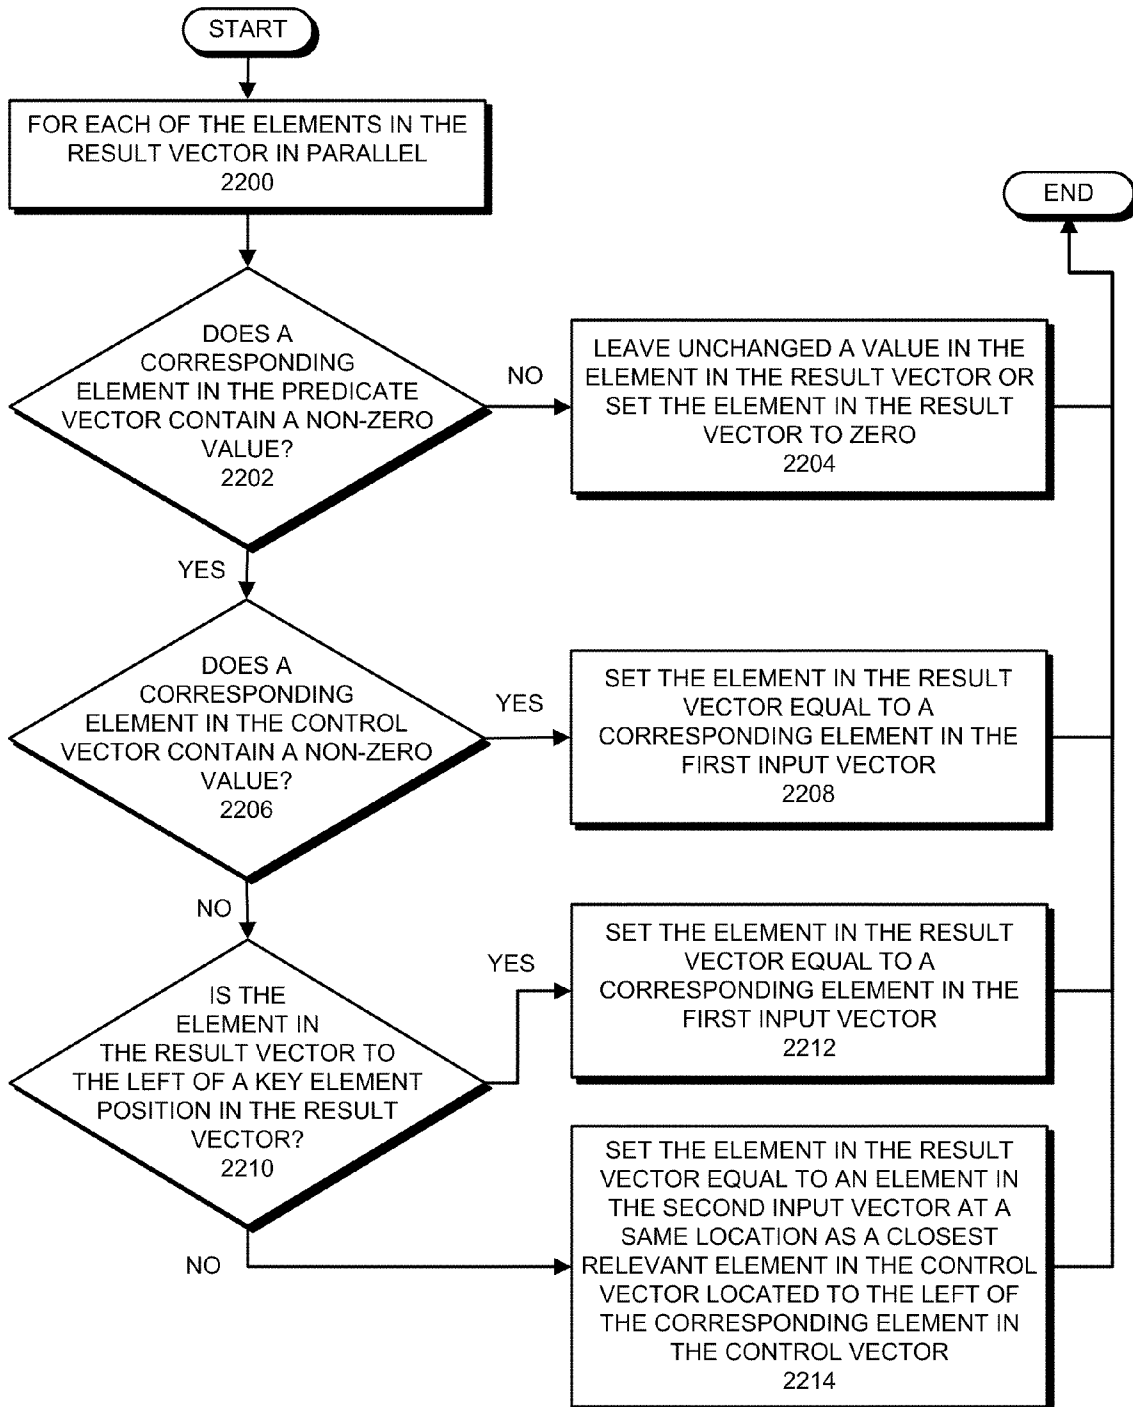 START
FOR EACH OF THE ELEMENTS IN THE
RESULT VECTOR IN PARALLEL
2200
END
DOES A
CORRESPONDING
ELEMENT IN THE PREDICATE
VECTOR CONTAIN A NON-ZERO
VALUE?
2202
NO
LEAVE UNCHANGED A VALUE IN THE
ELEMENT IN THE RESULT VECTOR OR
SET THE ELEMENT IN THE RESULT
VECTOR TO ZERO
2204
YES
DOES A
CORRESPONDING
ELEMENT IN THE CONTROL
VECTOR CONTAIN A NON-ZERO
VALUE?
2206
YES
SET THE ELEMENT IN THE RESULT
VECTOR EQUAL TO A
CORRESPONDING ELEMENT IN THE
FIRST INPUT VECTOR
2208
NO
IS THE
ELEMENT IN
THE RESULT VECTOR TO
THE LEFT OF A KEY ELEMENT
POSITION IN THE RESULT
VECTOR?
2210
YES
SET THE ELEMENT IN THE RESULT
VECTOR EQUAL TO A
CORRESPONDING ELEMENT IN THE
FIRST INPUT VECTOR
2212
NO
SET THE ELEMENT IN THE RESULT
VECTOR EQUAL TO AN ELEMENT IN
THE SECOND INPUT VECTOR AT A
SAME LOCATION AS A CLOSEST
RELEVANT ELEMENT IN THE CONTROL
VECTOR LOCATED TO THE LEFT OF
THE CORRESPONDING ELEMENT IN
THE CONTROL VECTOR
2214